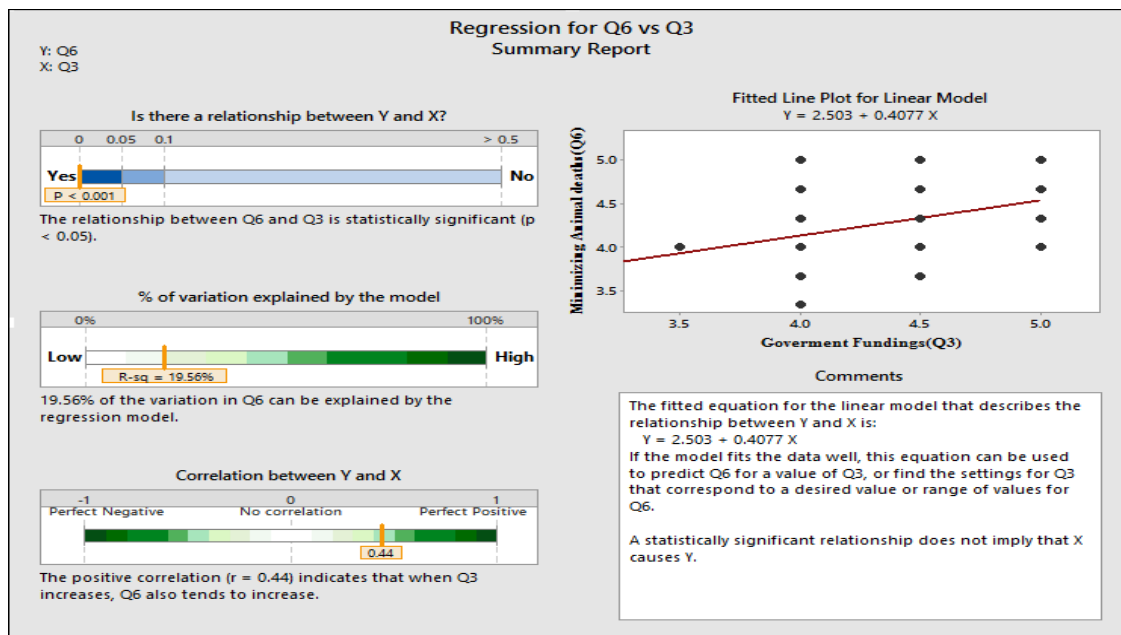 Regression for Q6 vs Q3
Summary Report
Y: Q6
X: Q3
Is there a relationship between Y and X?
0 0.05 0.1 > 0.5
Yes No
P < 0.001
The relationship between Q6 and Q3 is statistically significant (p
< 0.05).
% of variation explained by the model
0% 100%
Low High
R-sq = 19.56%
19.56% of the variation in Q6 can be explained by the
regression model.
Correlation between Y and X
-1 0 1
Perfect Negative No correlation Perfect Positive
0.44
The positive correlation (r = 0.44) indicates that when Q3
increases, Q6 also tends to increase.
Fitted Line Plot for Linear Model
Y = 2.503 + 0.4077 X
Minimizing Animal deaths(Q6)
5.0
4.5
4.0
3.5
3.5 4.0 4.5 5.0
Goverment Fundings(Q3)
Comments
The fitted equation for the linear model that describes the
relationship between Y and X is:
Y = 2.503 + 0.4077 X
If the model fits the data well, this equation can be used
to predict Q6 for a value of Q3, or find the settings for Q3
that correspond to a desired value or range of values for
Q6.
A statistically significant relationship does not imply that X
causes Y.